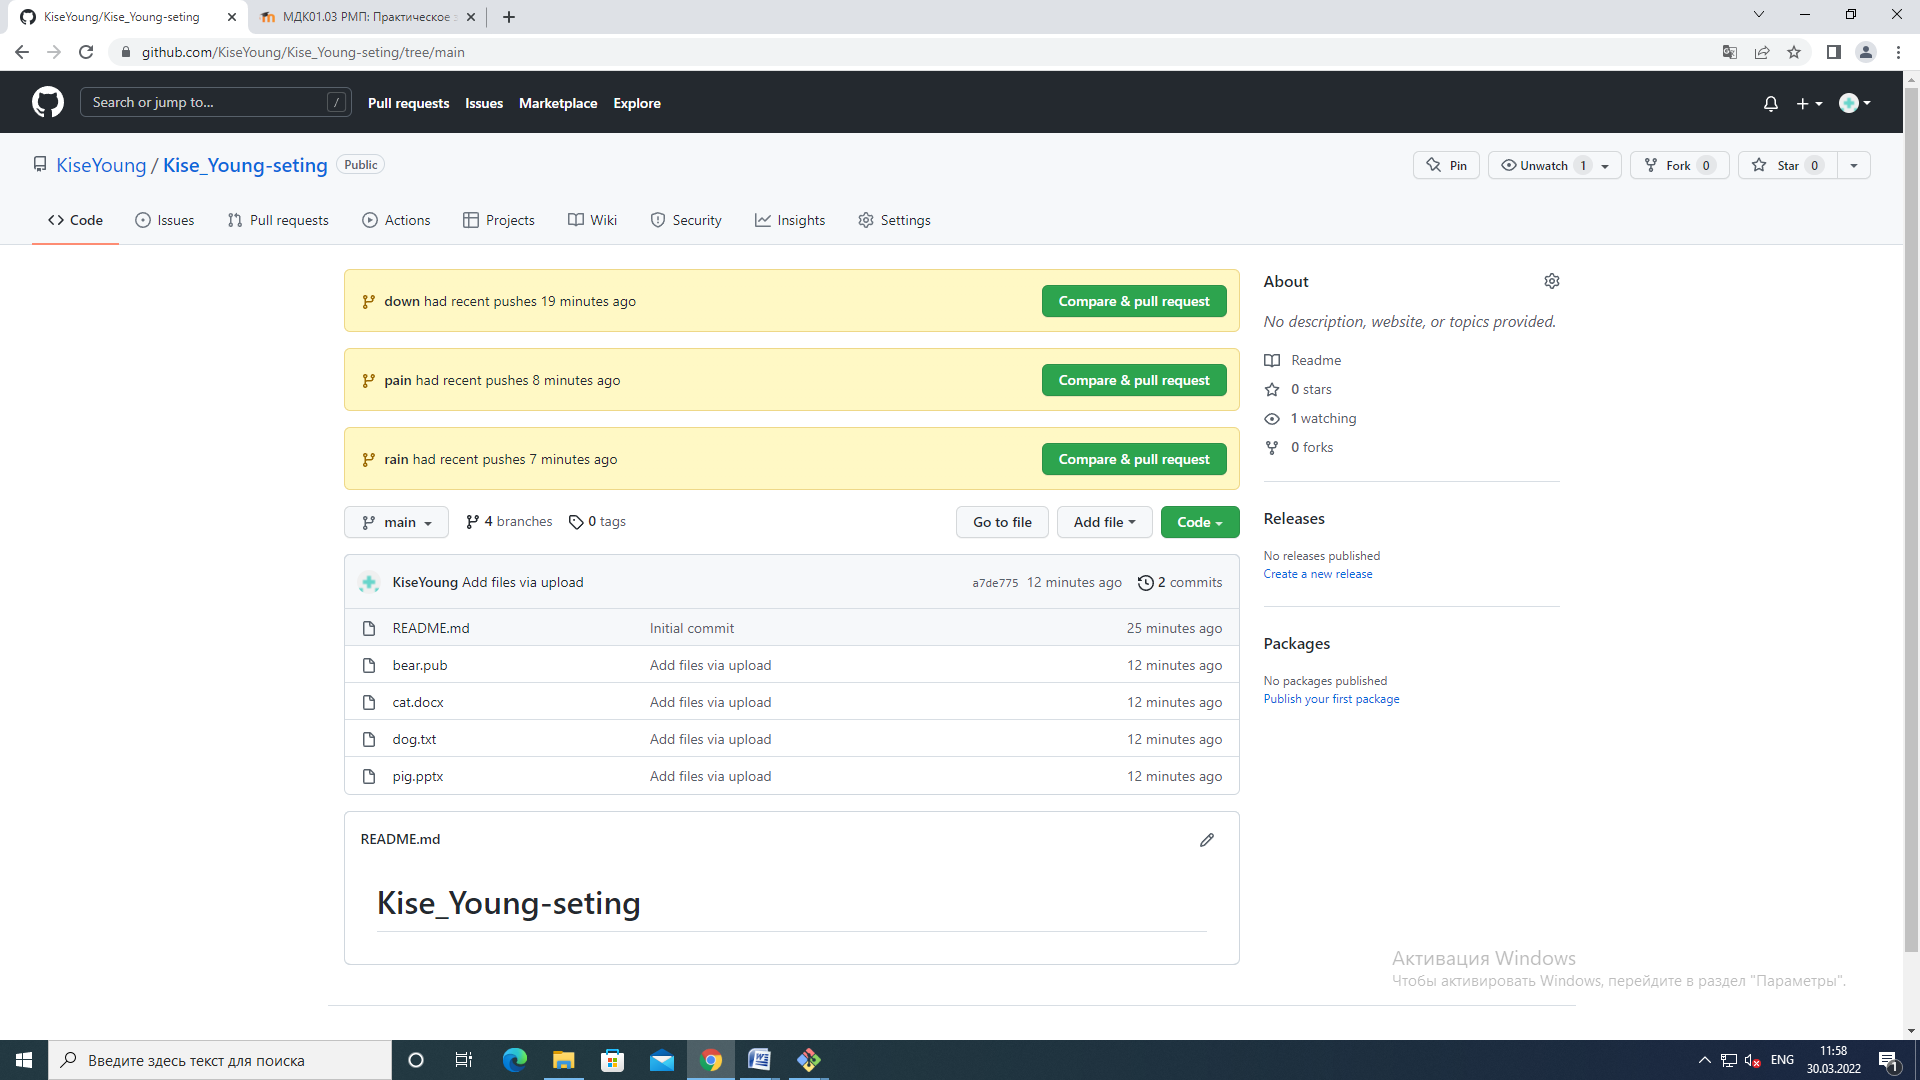 KiseYoung/Kise_Young-seting
МДК01.03 РМП: Практическое
github.com/KiseYoung/Kise_Young-seting/tree/main
Search or jump to...
/
Pull requests
Issues
Marketplace
Explore
KiseYoung / Kise_Young-seting
Public
Pin
Unwatch 1
Fork 0
Star 0
Code
Issues
Pull requests
Actions
Projects
Wiki
Security
Insights
Settings
down had recent pushes 19 minutes ago
Compare & pull request
pain had recent pushes 8 minutes ago
Compare & pull request
rain had recent pushes 7 minutes ago
Compare & pull request
main
4 branches
0 tags
Go to file
Add file
Code
KiseYoung Add files via upload
a7de775 12 minutes ago
2 commits
README.md Initial commit 25 minutes ago
bear.pub Add files via upload 12 minutes ago
cat.docx Add files via upload 12 minutes ago
dog.txt Add files via upload 12 minutes ago
pig.pptx Add files via upload 12 minutes ago
README.md
Kise_Young-seting
About
No description, website, or topics provided.
Readme
0 stars
1 watching
0 forks
Releases
No releases published
Create a new release
Packages
No packages published
Publish your first package
Активация Windows
Чтобы активировать Windows, перейдите в раздел "Параметры".
Введите здесь текст для поиска
ENG
11:58
30.03.2022
1